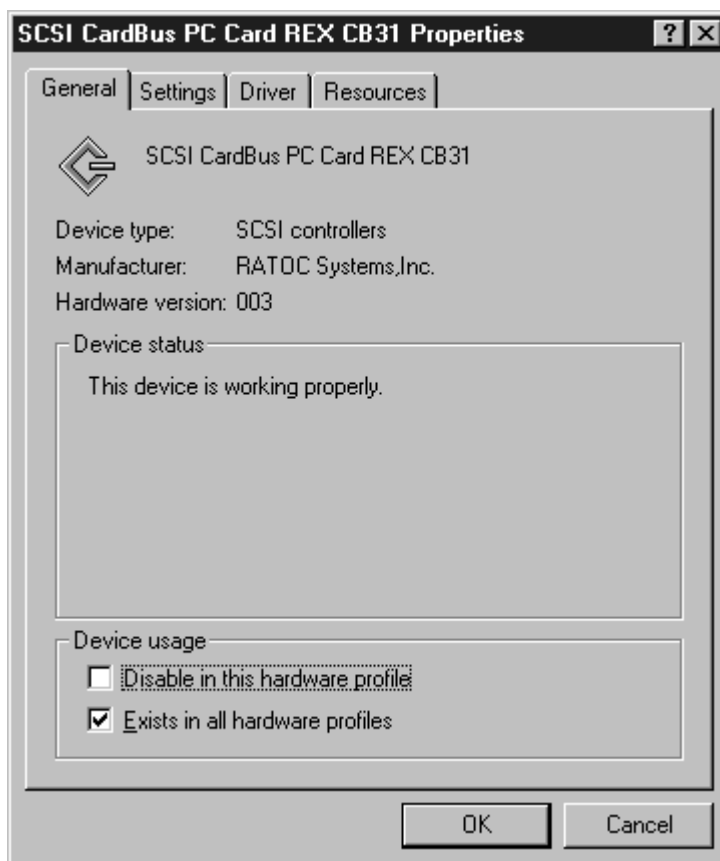 SCSI CardBus PC Card REX CB31 Properties
General Settings Driver Resources
SCSI CardBus PC Card REX CB31
Device type: SCSI controllers
Manufacturer: RATOC Systems,Inc.
Hardware version: 003
Device status
This device is working properly.
Device usage
Disable in this hardware profile
Exists in all hardware profiles
OK Cancel